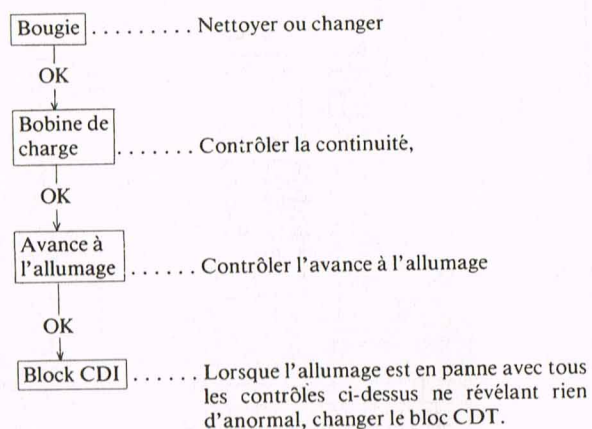 Bougie ......... Nettoyer ou changer
OK
Bobine de
charge ....... Contrôler la continuité,
OK
Avance à
l'allumage ...... Contrôler l'avance à l'allumage
OK
Block CDI ...... Lorsque l'allumage est en panne avec tous
les contrôles ci-dessus ne révélant rien
d'anormal, changer le bloc CDT.